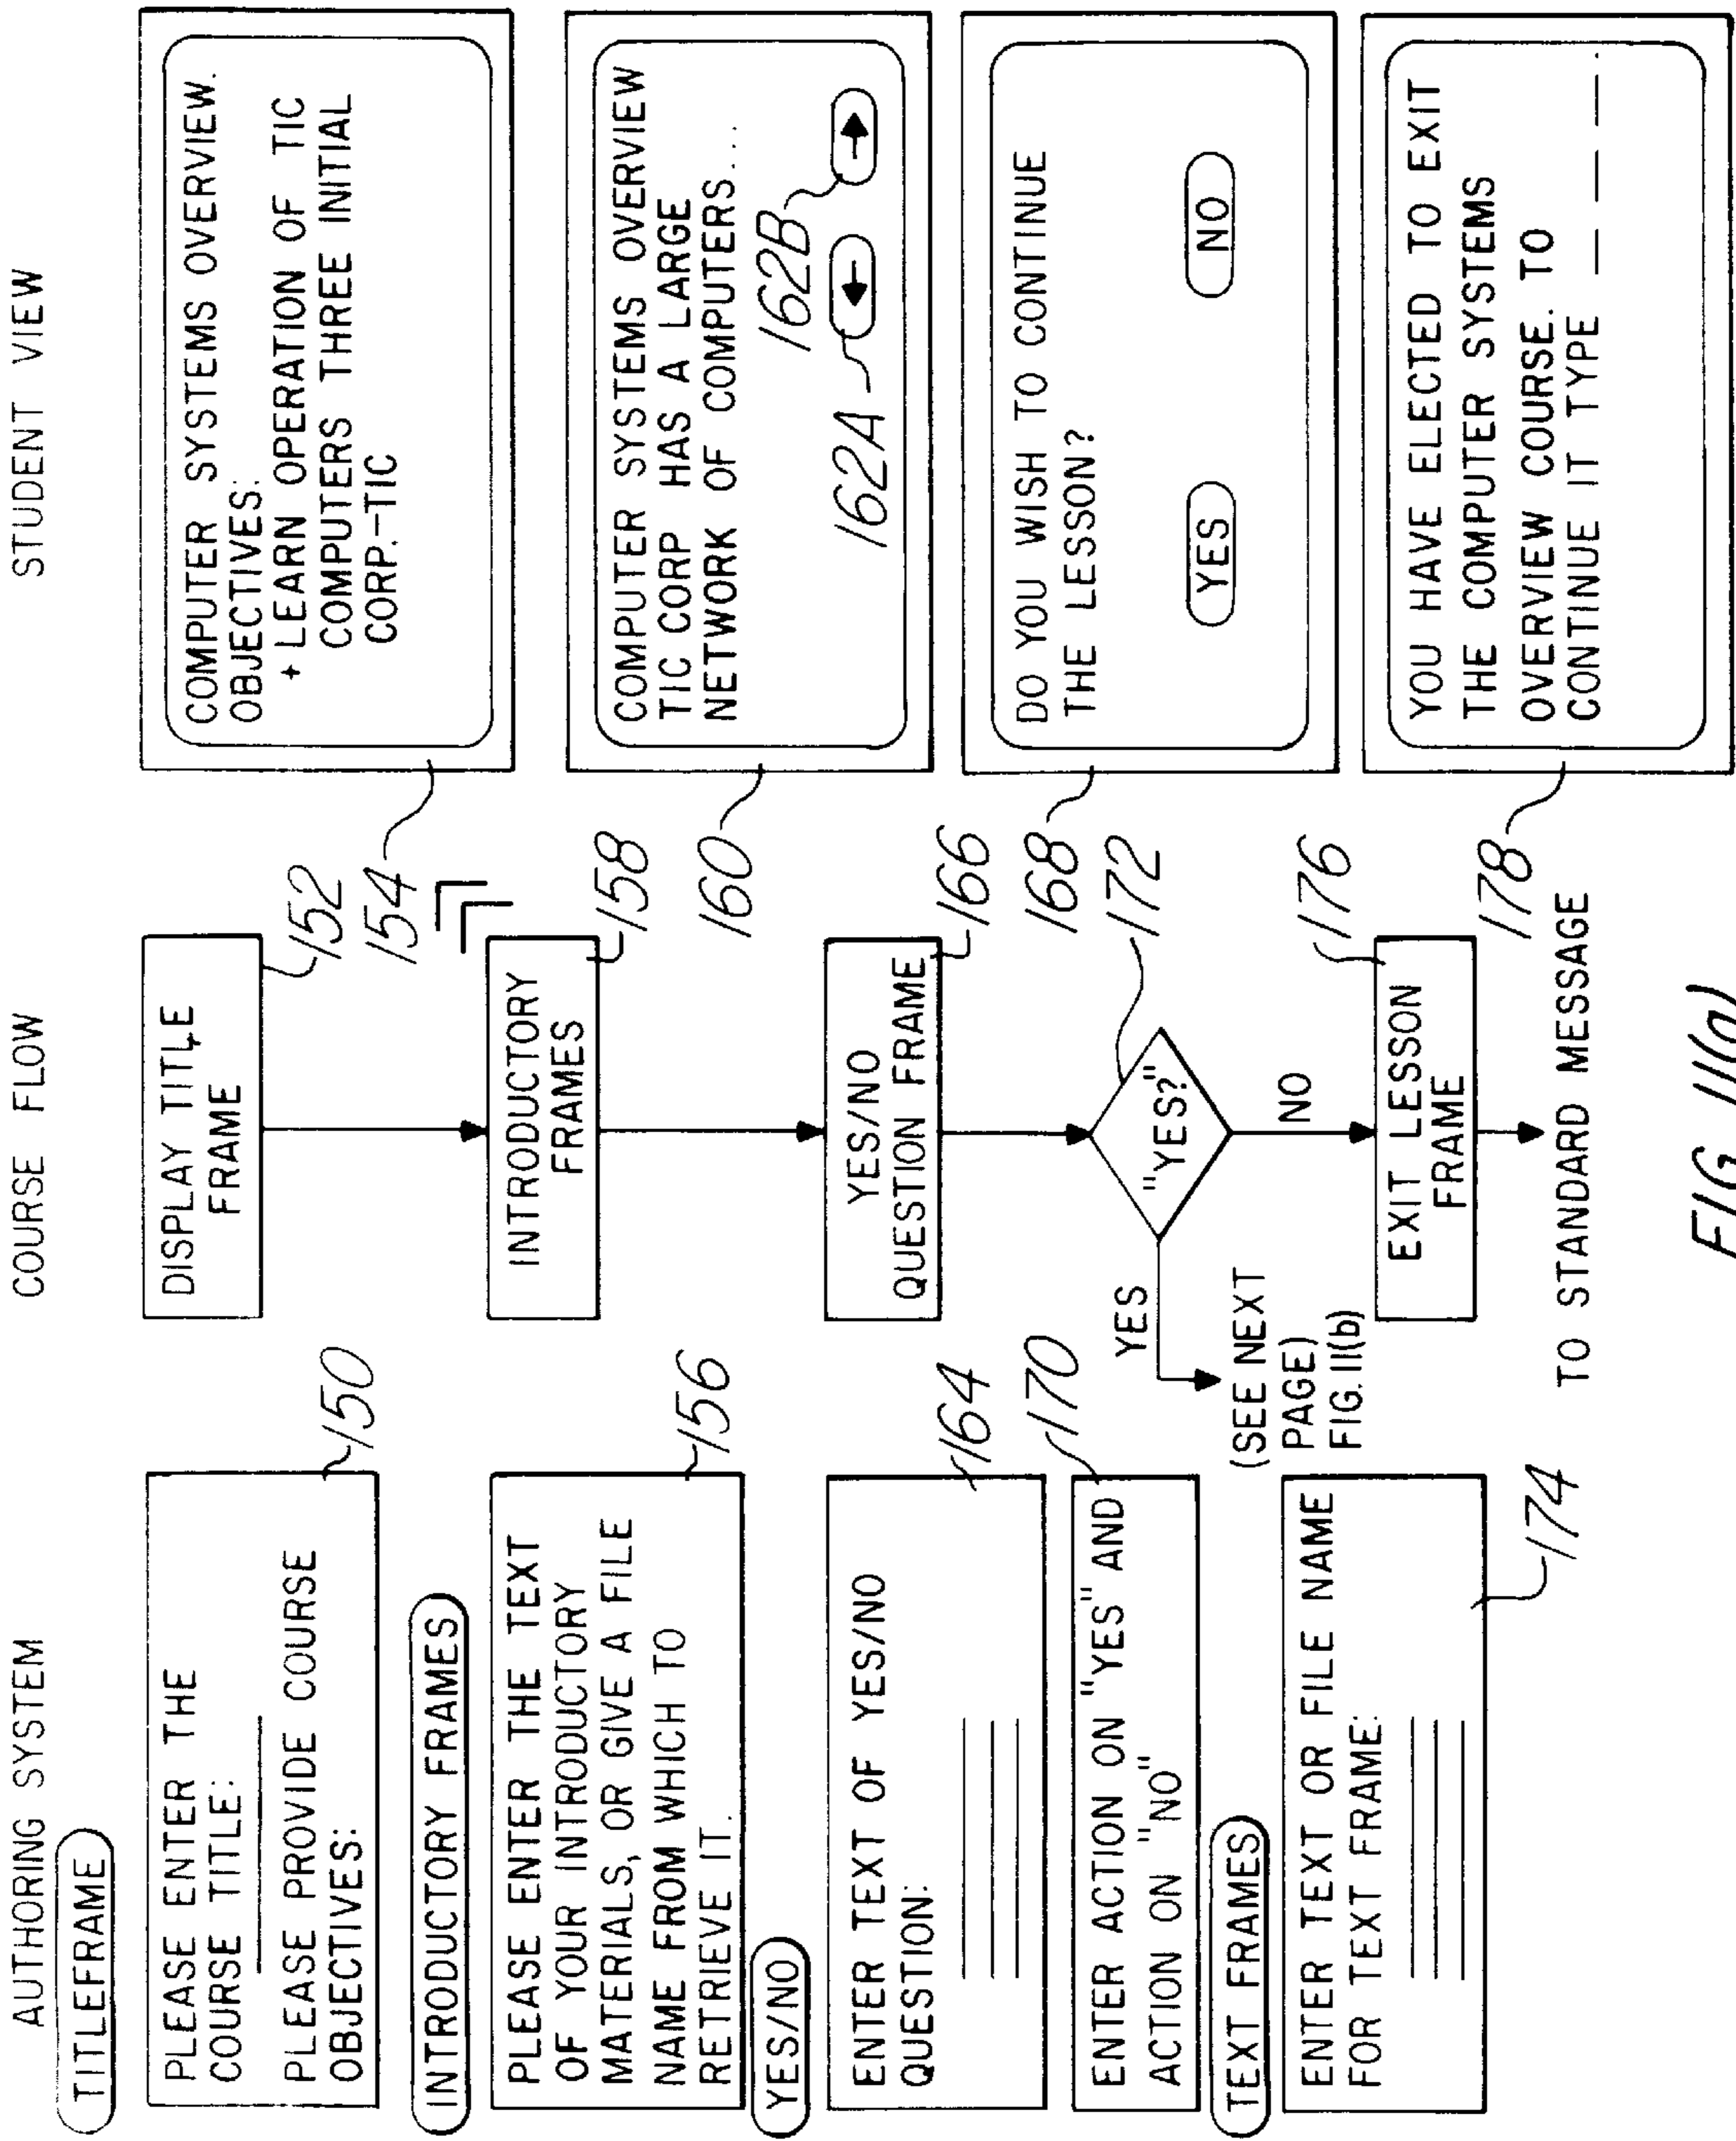 AUTHORING SYSTEM
TITLEFRAME
PLEASE ENTER THE
COURSE TITLE:
PLEASE PROVIDE COURSE
OBJECTIVES:
150
INTRODUCTORY FRAMES
PLEASE ENTER THE TEXT
OF YOUR INTRODUCTORY
MATERIALS, OR GIVE A FILE
NAME FROM WHICH TO
RETRIEVE IT.
156
YES/NO
ENTER TEXT OF YES/NO
QUESTION:
164
ENTER ACTION ON "YES" AND
ACTION ON "NO"
170
TEXT FRAMES
ENTER TEXT OR FILE NAME
FOR TEXT FRAME:
174
COURSE FLOW
DISPLAY TITLE
FRAME
152
INTRODUCTORY
FRAMES
158
YES/NO
QUESTION FRAME
166
"YES?"
172
YES
(SEE NEXT
PAGE)
FIG.11(b)
NO
EXIT LESSON
FRAME
176
TO STANDARD MESSAGE
STUDENT VIEW
COMPUTER SYSTEMS OVERVIEW.
OBJECTIVES:
+ LEARN OPERATION OF TIC
COMPUTERS THREE INITIAL
CORP.-TIC
154
COMPUTER SYSTEMS OVERVIEW
TIC CORP HAS A LARGE
NETWORK OF COMPUTERS...
162A
162B
160
DO YOU WISH TO CONTINUE
THE LESSON?
YES
NO
168
YOU HAVE ELECTED TO EXIT
THE COMPUTER SYSTEMS
OVERVIEW COURSE. TO
CONTINUE IT TYPE _ _ _ _ .
178
FIG. 11(a)